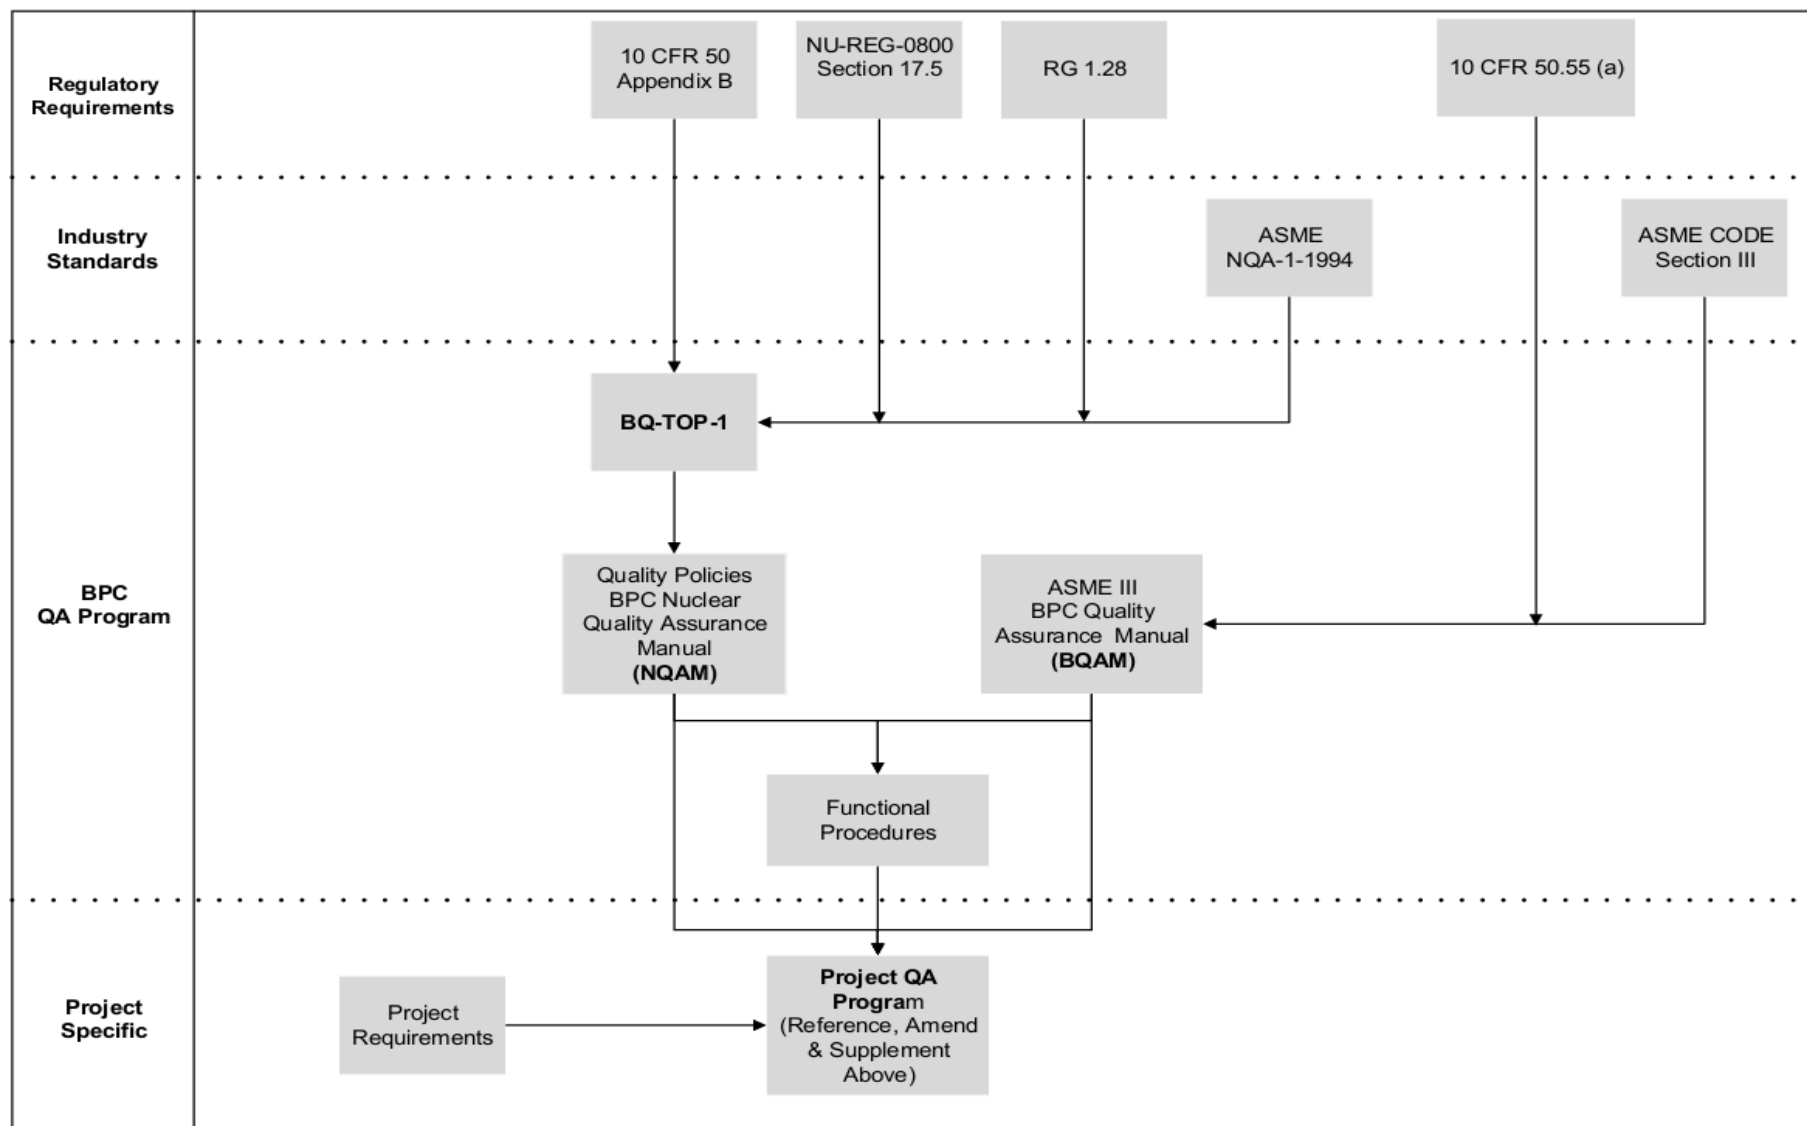 Regulatory
Requirements
10 CFR 50
Appendix B
NU-REG-0800
Section 17.5
RG 1.28
10 CFR 50.55 (a)
Industry
Standards
ASME
NQA-1-1994
ASME CODE
Section III
BPC
QA Program
BQ-TOP-1
Quality Policies
BPC Nuclear
Quality Assurance
Manual
(NQAM)
ASME III
BPC Quality
Assurance Manual
(BQAM)
Functional
Procedures
Project
Specific
Project
Requirements
Project QA
Program
(Reference, Amend
& Supplement
Above)